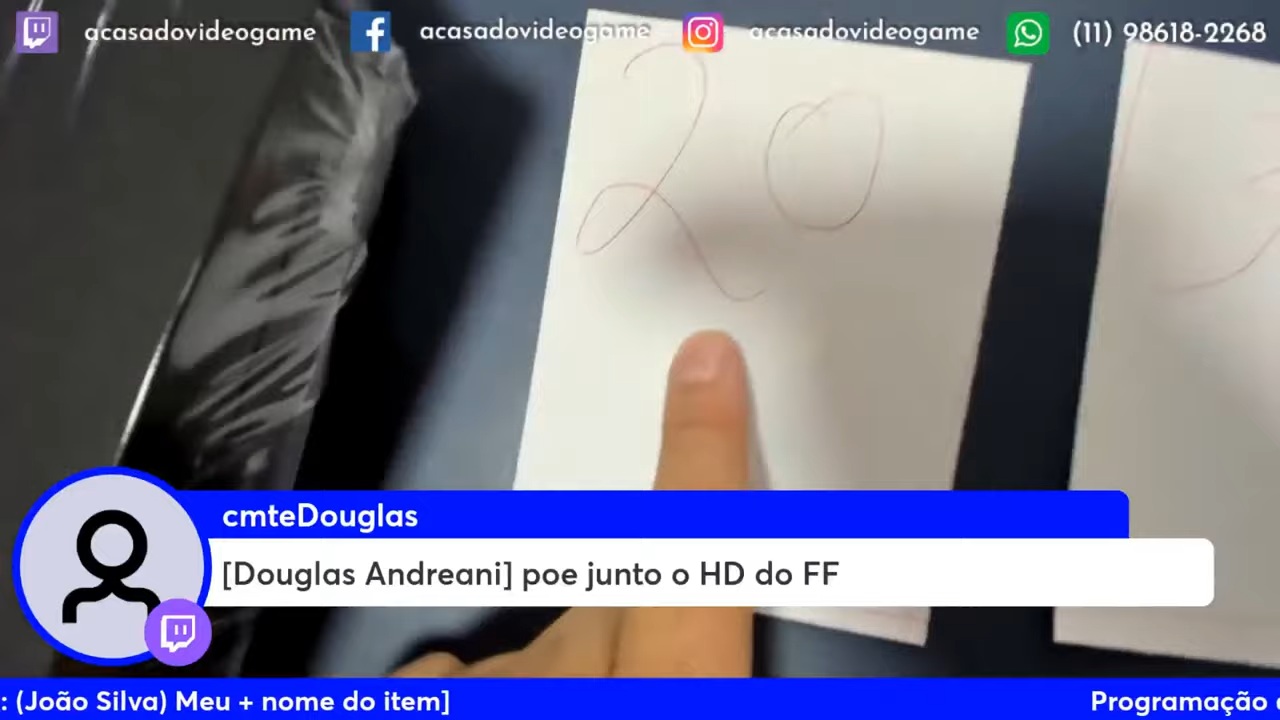 acasadovideogame acasadovideogame acasadovideogame (11) 98618-2268
20
cmteDouglas
[Douglas Andreani] poe junto o HD do FF
: (João Silva) Meu + nome do item] Programação